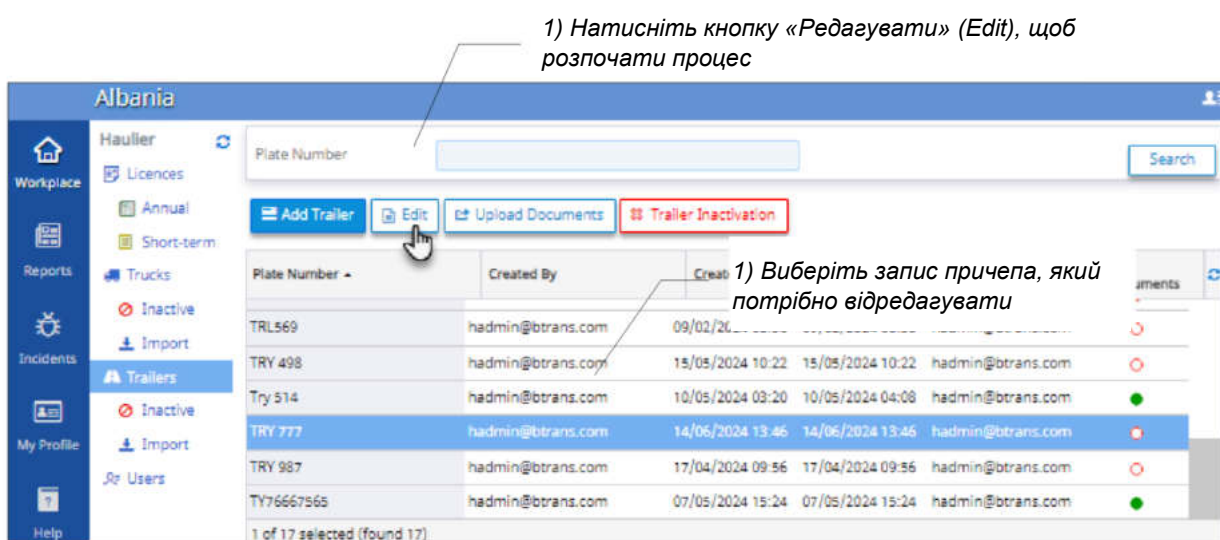 1) Натисніть кнопку «Редагувати» (Edit), щоб
розпочати процес
Albania
Workplace
Reports
Incidents
My Profile
Help
Haulier
Licences
Annual
Short-term
Trucks
Inactive
Import
Trailers
Inactive
Import
Users
Plate Number
Search
Add Trailer Edit Upload Documents Trailer Inactivation
1) Виберіть запис причепа, який
потрібно відредагувати
Plate Number Created By Creat uments
TRL569 hadmin@btrans.com 09/02/20
TRY 498 hadmin@btrans.com 15/05/2024 10:22 15/05/2024 10:22 hadmin@btrans.com
Try 514 hadmin@btrans.com 10/05/2024 03:20 10/05/2024 04:08 hadmin@btrans.com
TRY 777 hadmin@btrans.com 14/06/2024 13:46 14/06/2024 13:46 hadmin@btrans.com
TRY 987 hadmin@btrans.com 17/04/2024 09:56 17/04/2024 09:56 hadmin@btrans.com
TY76667565 hadmin@btrans.com 07/05/2024 15:24 07/05/2024 15:24 hadmin@btrans.com
1 of 17 selected (found 17)